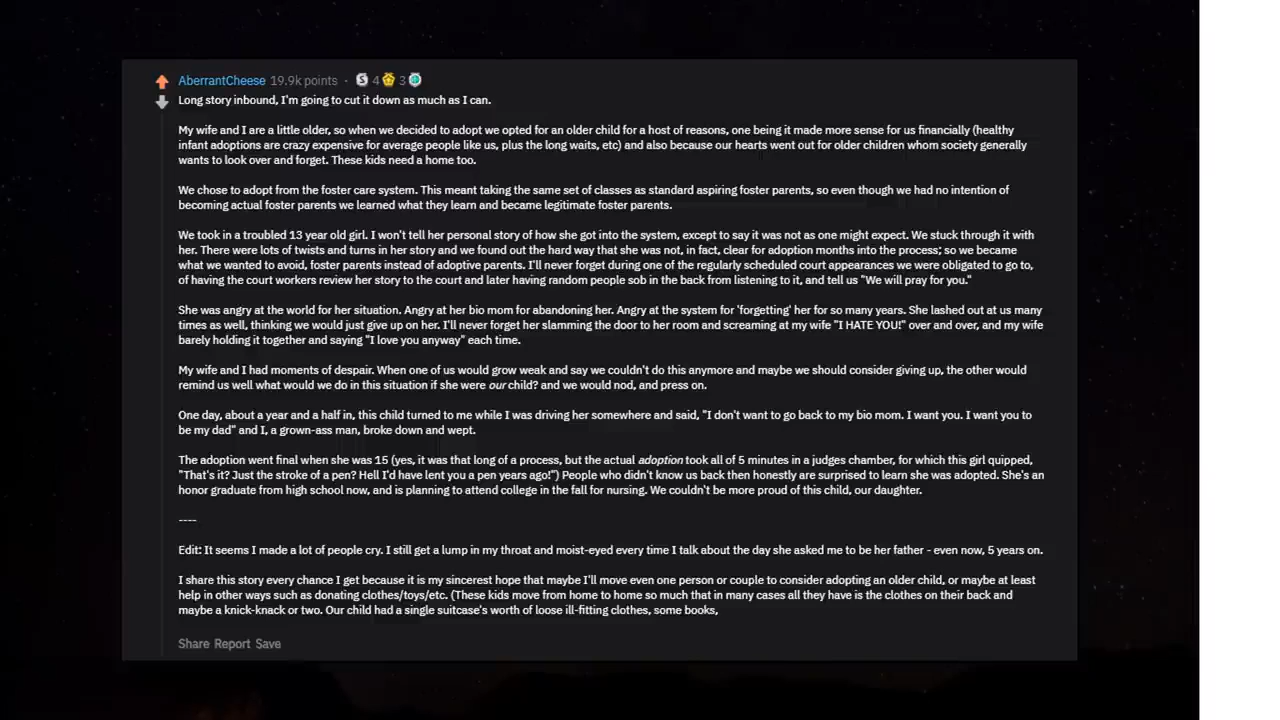 AberrantCheese 19.9k points · S 4 3
Long story inbound, I'm going to cut it down as much as I can.
My wife and I are a little older, so when we decided to adopt we opted for an older child for a host of reasons, one being it made more sense for us financially (healthy
infant adoptions are crazy expensive for average people like us, plus the long waits, etc) and also because our hearts went out for older children whom society generally
wants to look over and forget. These kids need a home too.
We chose to adopt from the foster care system. This meant taking the same set of classes as standard aspiring foster parents, so even though we had no intention of
becoming actual foster parents we learned what they learn and became legitimate foster parents.
We took in a troubled 13 year old girl. I won't tell her personal story of how she got into the system, except to say it was not as one might expect. We stuck through it with
her. There were lots of twists and turns in her story and we found out the hard way that she was not, in fact, clear for adoption months into the process; so we became
what we wanted to avoid, foster parents instead of adoptive parents. I'll never forget during one of the regularly scheduled court appearances we were obligated to go to,
of having the court workers review her story to the court and later having random people sob in the back from listening to it, and tell us "We will pray for you."
She was angry at the world for her situation. Angry at her bio mom for abandoning her. Angry at the system for 'forgetting' her for so many years. She lashed out at us many
times as well, thinking we would just give up on her. I'll never forget her slamming the door to her room and screaming at my wife "I HATE YOU!" over and over, and my wife
barely holding it together and saying "I love you anyway" each time.
My wife and I had moments of despair. When one of us would grow weak and say we couldn't do this anymore and maybe we should consider giving up, the other would
remind us well what would we do in this situation if she were our child? and we would nod, and press on.
One day, about a year and a half in, this child turned to me while I was driving her somewhere and said, "I don't want to go back to my bio mom. I want you. I want you to
be my dad" and I, a grown-ass man, broke down and wept.
The adoption went final when she was 15 (yes, it was that long of a process, but the actual adoption took all of 5 minutes in a judges chamber, for which this girl quipped,
"That's it? Just the stroke of a pen? Hell I'd have lent you a pen years ago!") People who didn't know us back then honestly are surprised to learn she was adopted. She's an
honor graduate from high school now, and is planning to attend college in the fall for nursing. We couldn't be more proud of this child, our daughter.
----
Edit: It seems I made a lot of people cry. I still get a lump in my throat and moist-eyed every time I talk about the day she asked me to be her father - even now, 5 years on.
I share this story every chance I get because it is my sincerest hope that maybe I'll move even one person or couple to consider adopting an older child, or maybe at least
help in other ways such as donating clothes/toys/etc. (These kids move from home to home so much that in many cases all they have is the clothes on their back and
maybe a knick-knack or two. Our child had a single suitcase's worth of loose ill-fitting clothes, some books,
Share Report Save